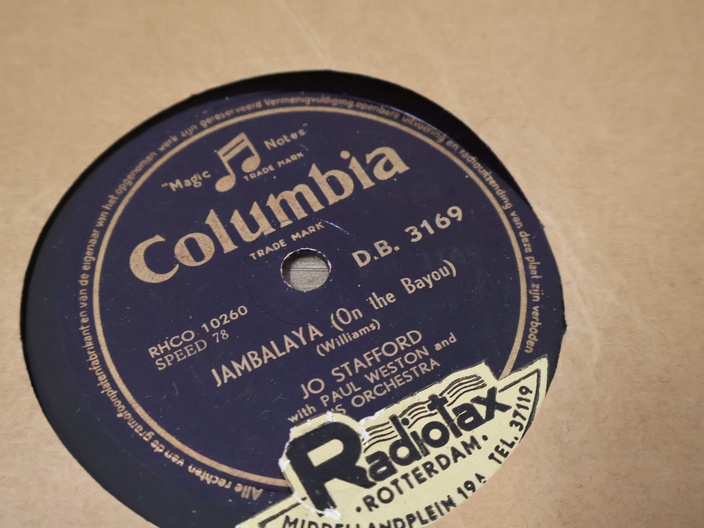 Alle rechten van de grammofoonplatenfabrikant en van de eigenaar van het opgenomen werk zijn gereserveerd Vermenigvuldiging openbare uitvoering en radiouitzending van deze plaat zijn verboden
"Magic Notes"
TRADE MARK
Columbia
TRADE MARK
D.B. 3169
RHCO 10260
SPEED 78
JAMBALAYA (On the Bayou)
(Williams)
JO STAFFORD
with PAUL WESTON and
HIS ORCHESTRA
Radiotax
·ROTTERDAM·
MIDDELLANDPLEIN 19A TEL. 37119